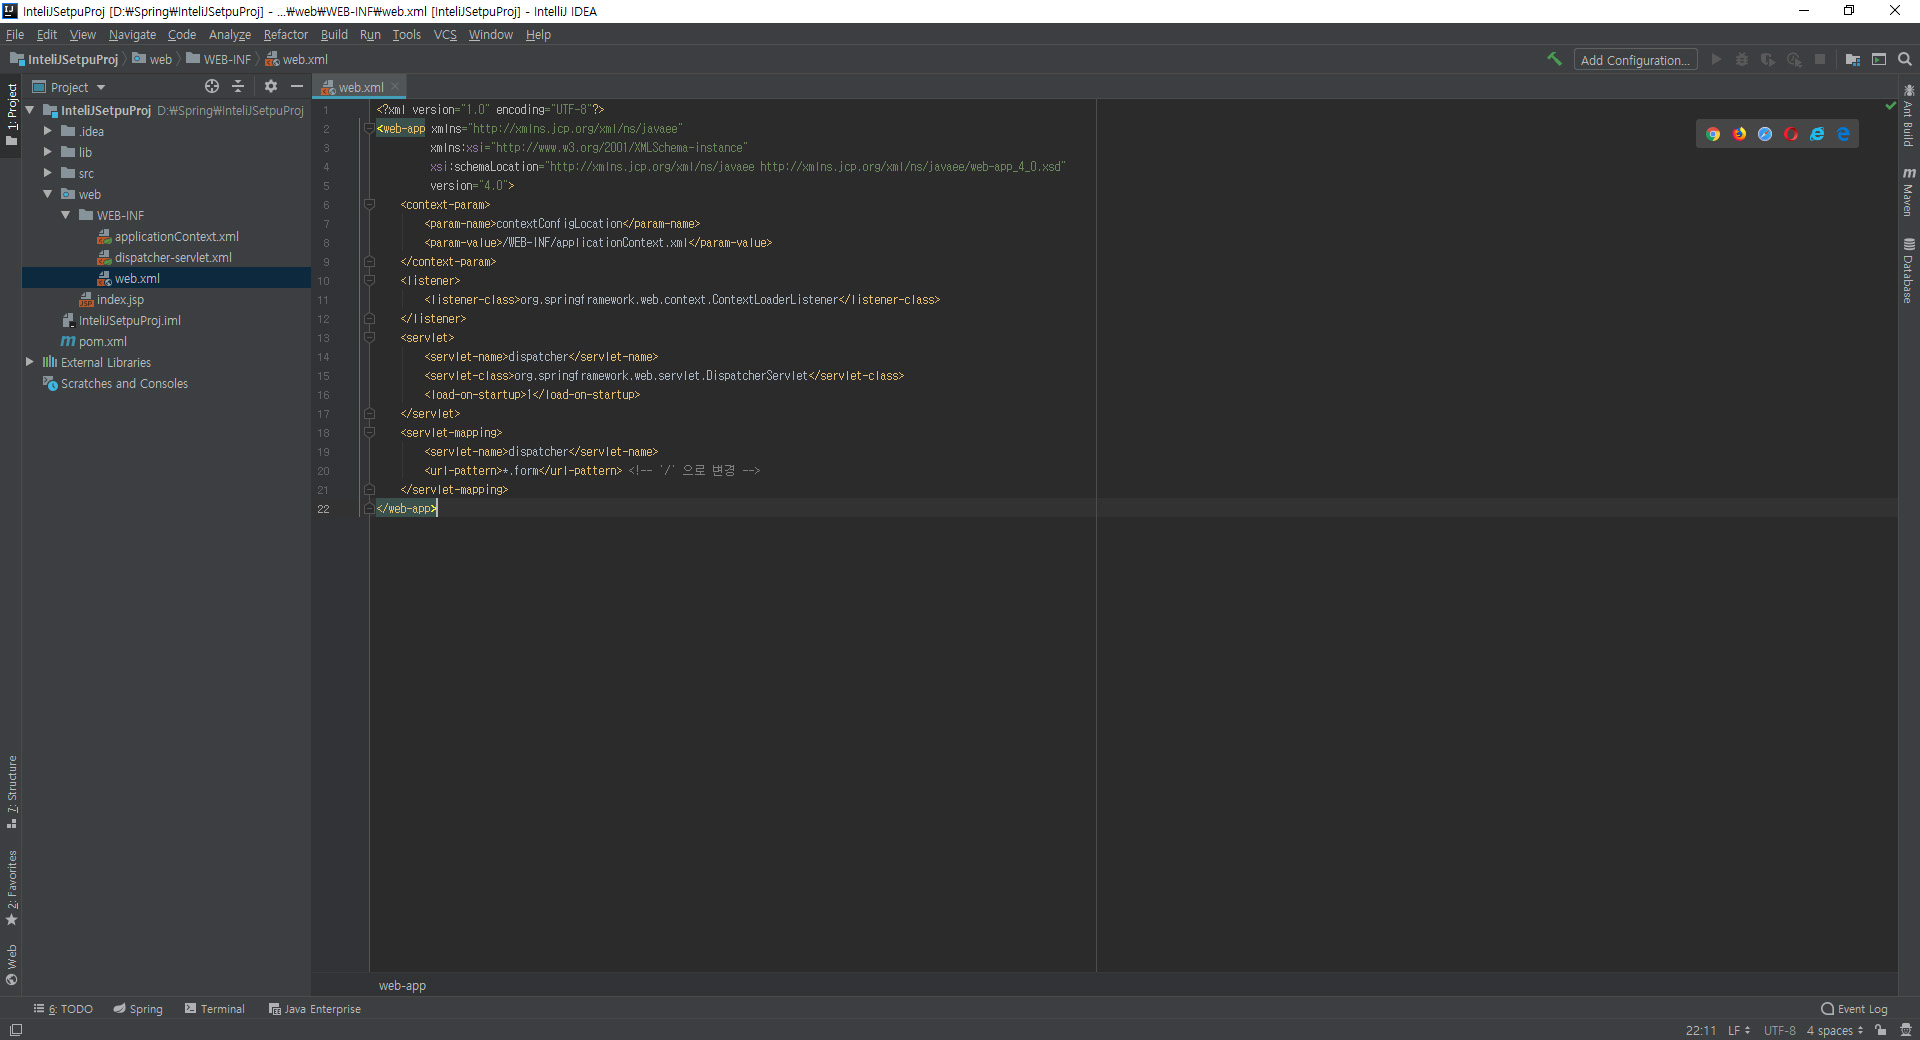 InteliJSetpuProj [D:₩Spring₩InteliJSetpuProj] - ...₩web₩WEB-INF₩web.xml [InteliJSetpuProj] - IntelliJ IDEA
File Edit View Navigate Code Analyze Refactor Build Run Tools VCS Window Help
InteliJSetpuProj web WEB-INF web.xml Add Configuration...
1: Project
Project
web.xml
InteliJSetpuProj D:₩Spring₩InteliJSetpuProj
.idea
lib
src
web
WEB-INF
applicationContext.xml
dispatcher-servlet.xml
web.xml
index.jsp
InteliJSetpuProj.iml
pom.xml
External Libraries
Scratches and Consoles
1 <?xml version="1.0" encoding="UTF-8"?>
2 <web-app xmlns="http://xmlns.jcp.org/xml/ns/javaee"
3 xmlns:xsi="http://www.w3.org/2001/XMLSchema-instance"
4 xsi:schemaLocation="http://xmlns.jcp.org/xml/ns/javaee http://xmlns.jcp.org/xml/ns/javaee/web-app_4_0.xsd"
5 version="4.0">
6 <context-param>
7 <param-name>contextConfigLocation</param-name>
8 <param-value>/WEB-INF/applicationContext.xml</param-value>
9 </context-param>
10 <listener>
11 <listener-class>org.springframework.web.context.ContextLoaderListener</listener-class>
12 </listener>
13 <servlet>
14 <servlet-name>dispatcher</servlet-name>
15 <servlet-class>org.springframework.web.servlet.DispatcherServlet</servlet-class>
16 <load-on-startup>1</load-on-startup>
17 </servlet>
18 <servlet-mapping>
19 <servlet-name>dispatcher</servlet-name>
20 <url-pattern>*.form</url-pattern> <!-- '/' 으로 변경 -->
21 </servlet-mapping>
22 </web-app>
Ant Build
Maven
Database
7: Structure
2: Favorites
Web
web-app
6: TODO Spring Terminal Java Enterprise Event Log
22:11 LF UTF-8 4 spaces